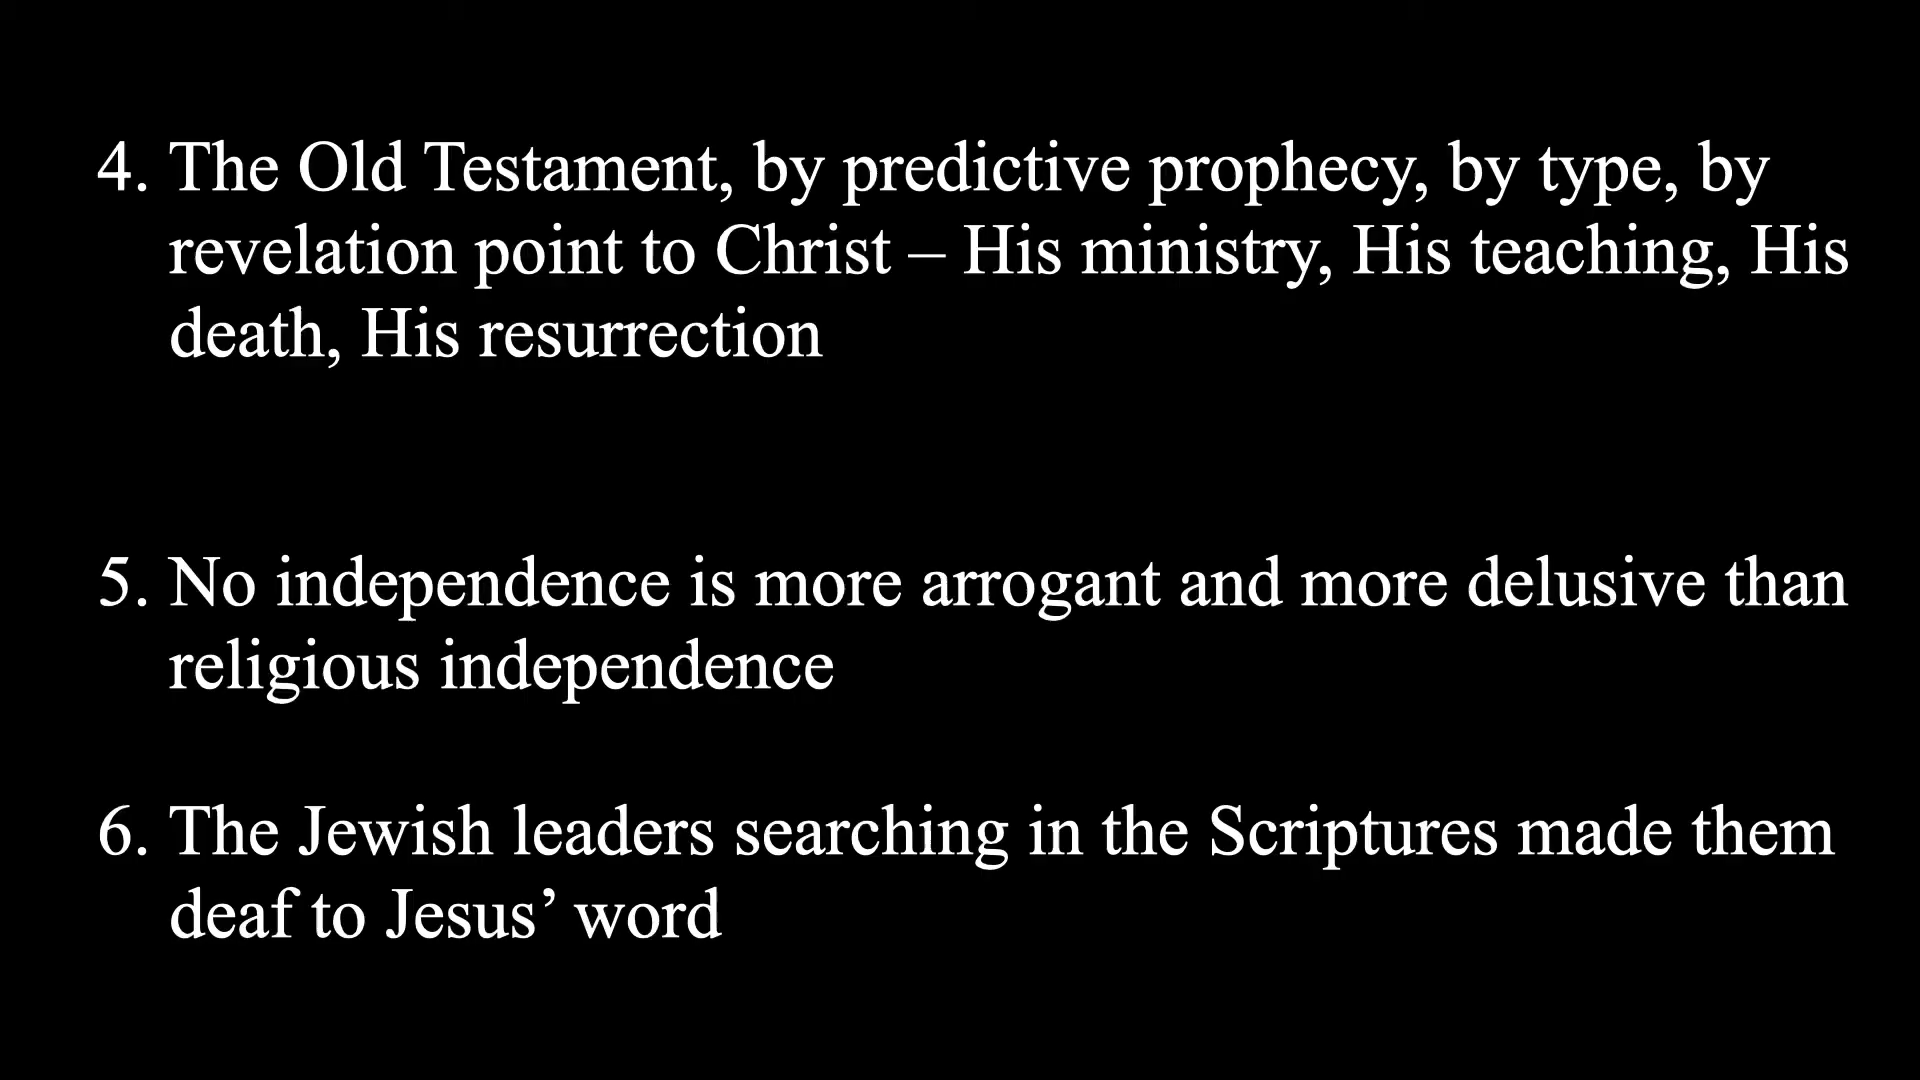 4. The Old Testament, by predictive prophecy, by type, by
revelation point to Christ – His ministry, His teaching, His
death, His resurrection
5. No independence is more arrogant and more delusive than
religious independence
6. The Jewish leaders searching in the Scriptures made them
deaf to Jesus’ word